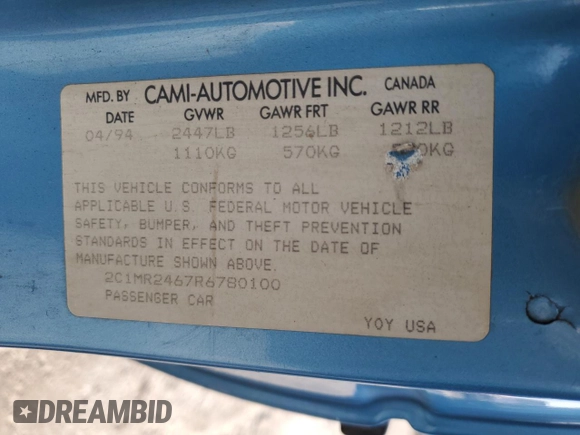 MFD. BY CAMI-AUTOMOTIVE INC. CANADA
DATE GVWR GAWR FRT GAWR RR
04/94 2447LB 1256LB 1212LB
1110KG 570KG 0KG
THIS VEHICLE CONFORMS TO ALL
APPLICABLE U.S. FEDERAL MOTOR VEHICLE
SAFETY, BUMPER, AND THEFT PREVENTION
STANDARDS IN EFFECT ON THE DATE OF
MANUFACTURE SHOWN ABOVE.
2C1MR2467R6780100
PASSENGER CAR
YOY USA
DREAMBID